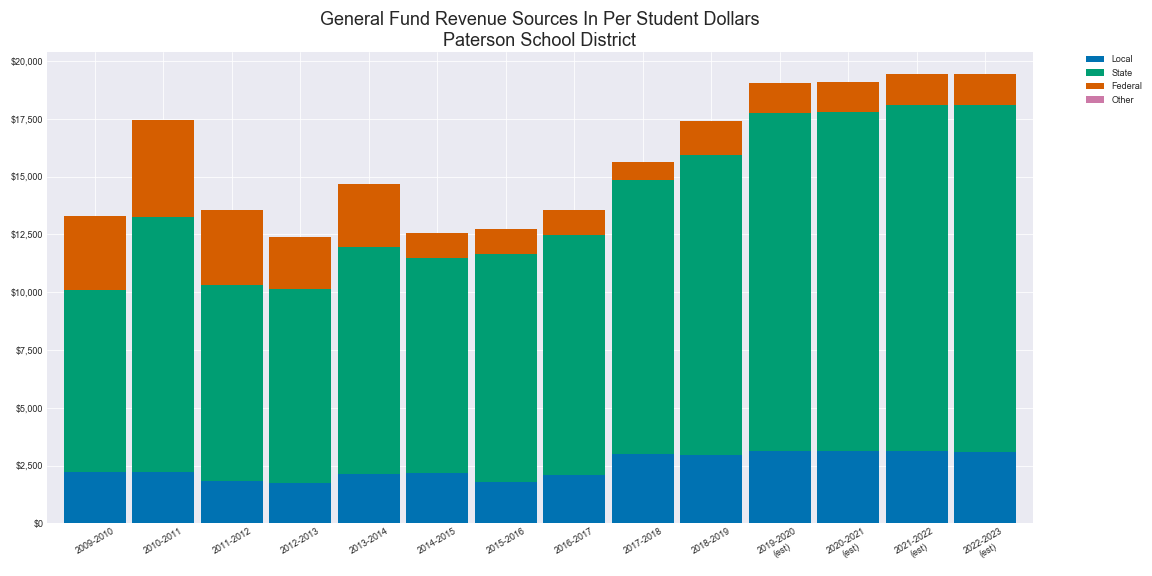 General Fund Revenue Sources In Per Student Dollars
Paterson School District
Local
State
Federal
Other
$20,000
$17,500
$15,000
$12,500
$10,000
$7,500
$5,000
$2,500
$0
2009-2010
2010-2011
2011-2012
2012-2013
2013-2014
2014-2015
2015-2016
2016-2017
2017-2018
2018-2019
2019-2020
(est)
2020-2021
(est)
2021-2022
(est)
2022-2023
(est)